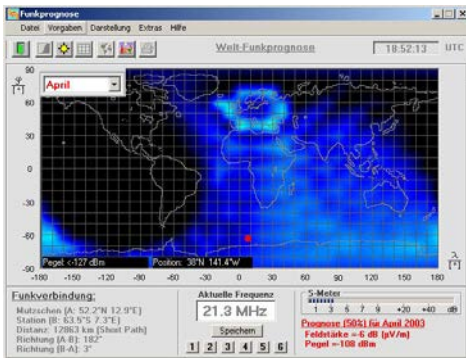 Funkprognose
Datei Vorgaben Darstellung Extras Hilfe
Welt-Funkprognose
18:52:13 UTC
φ
[°]
90
60
30
0
-30
-60
-90
April
Pegel: <-127 dBm
Position: 38°N 141.4°W
λ
[°]
-180 -150 -120 -90 -60 -30 0 30 60 90 120 150 180
Funkverbindung:
Mutzschen (A: 52.2°N 12.9°E)
Station (B: 63.5°S 7.3°E)
Distanz: 12863 km (Short Path)
Richtung (A-B): 182°
Richtung (B-A): 3°
Aktuelle Frequenz
21.3 MHz
Speichern
1 2 3 4 5 6
S-Meter
1 3 5 7 9 +20 +40 dB
Prognose (50%) für April 2003
Feldstärke =-6 dB (µV/m)
Pegel =-108 dBm